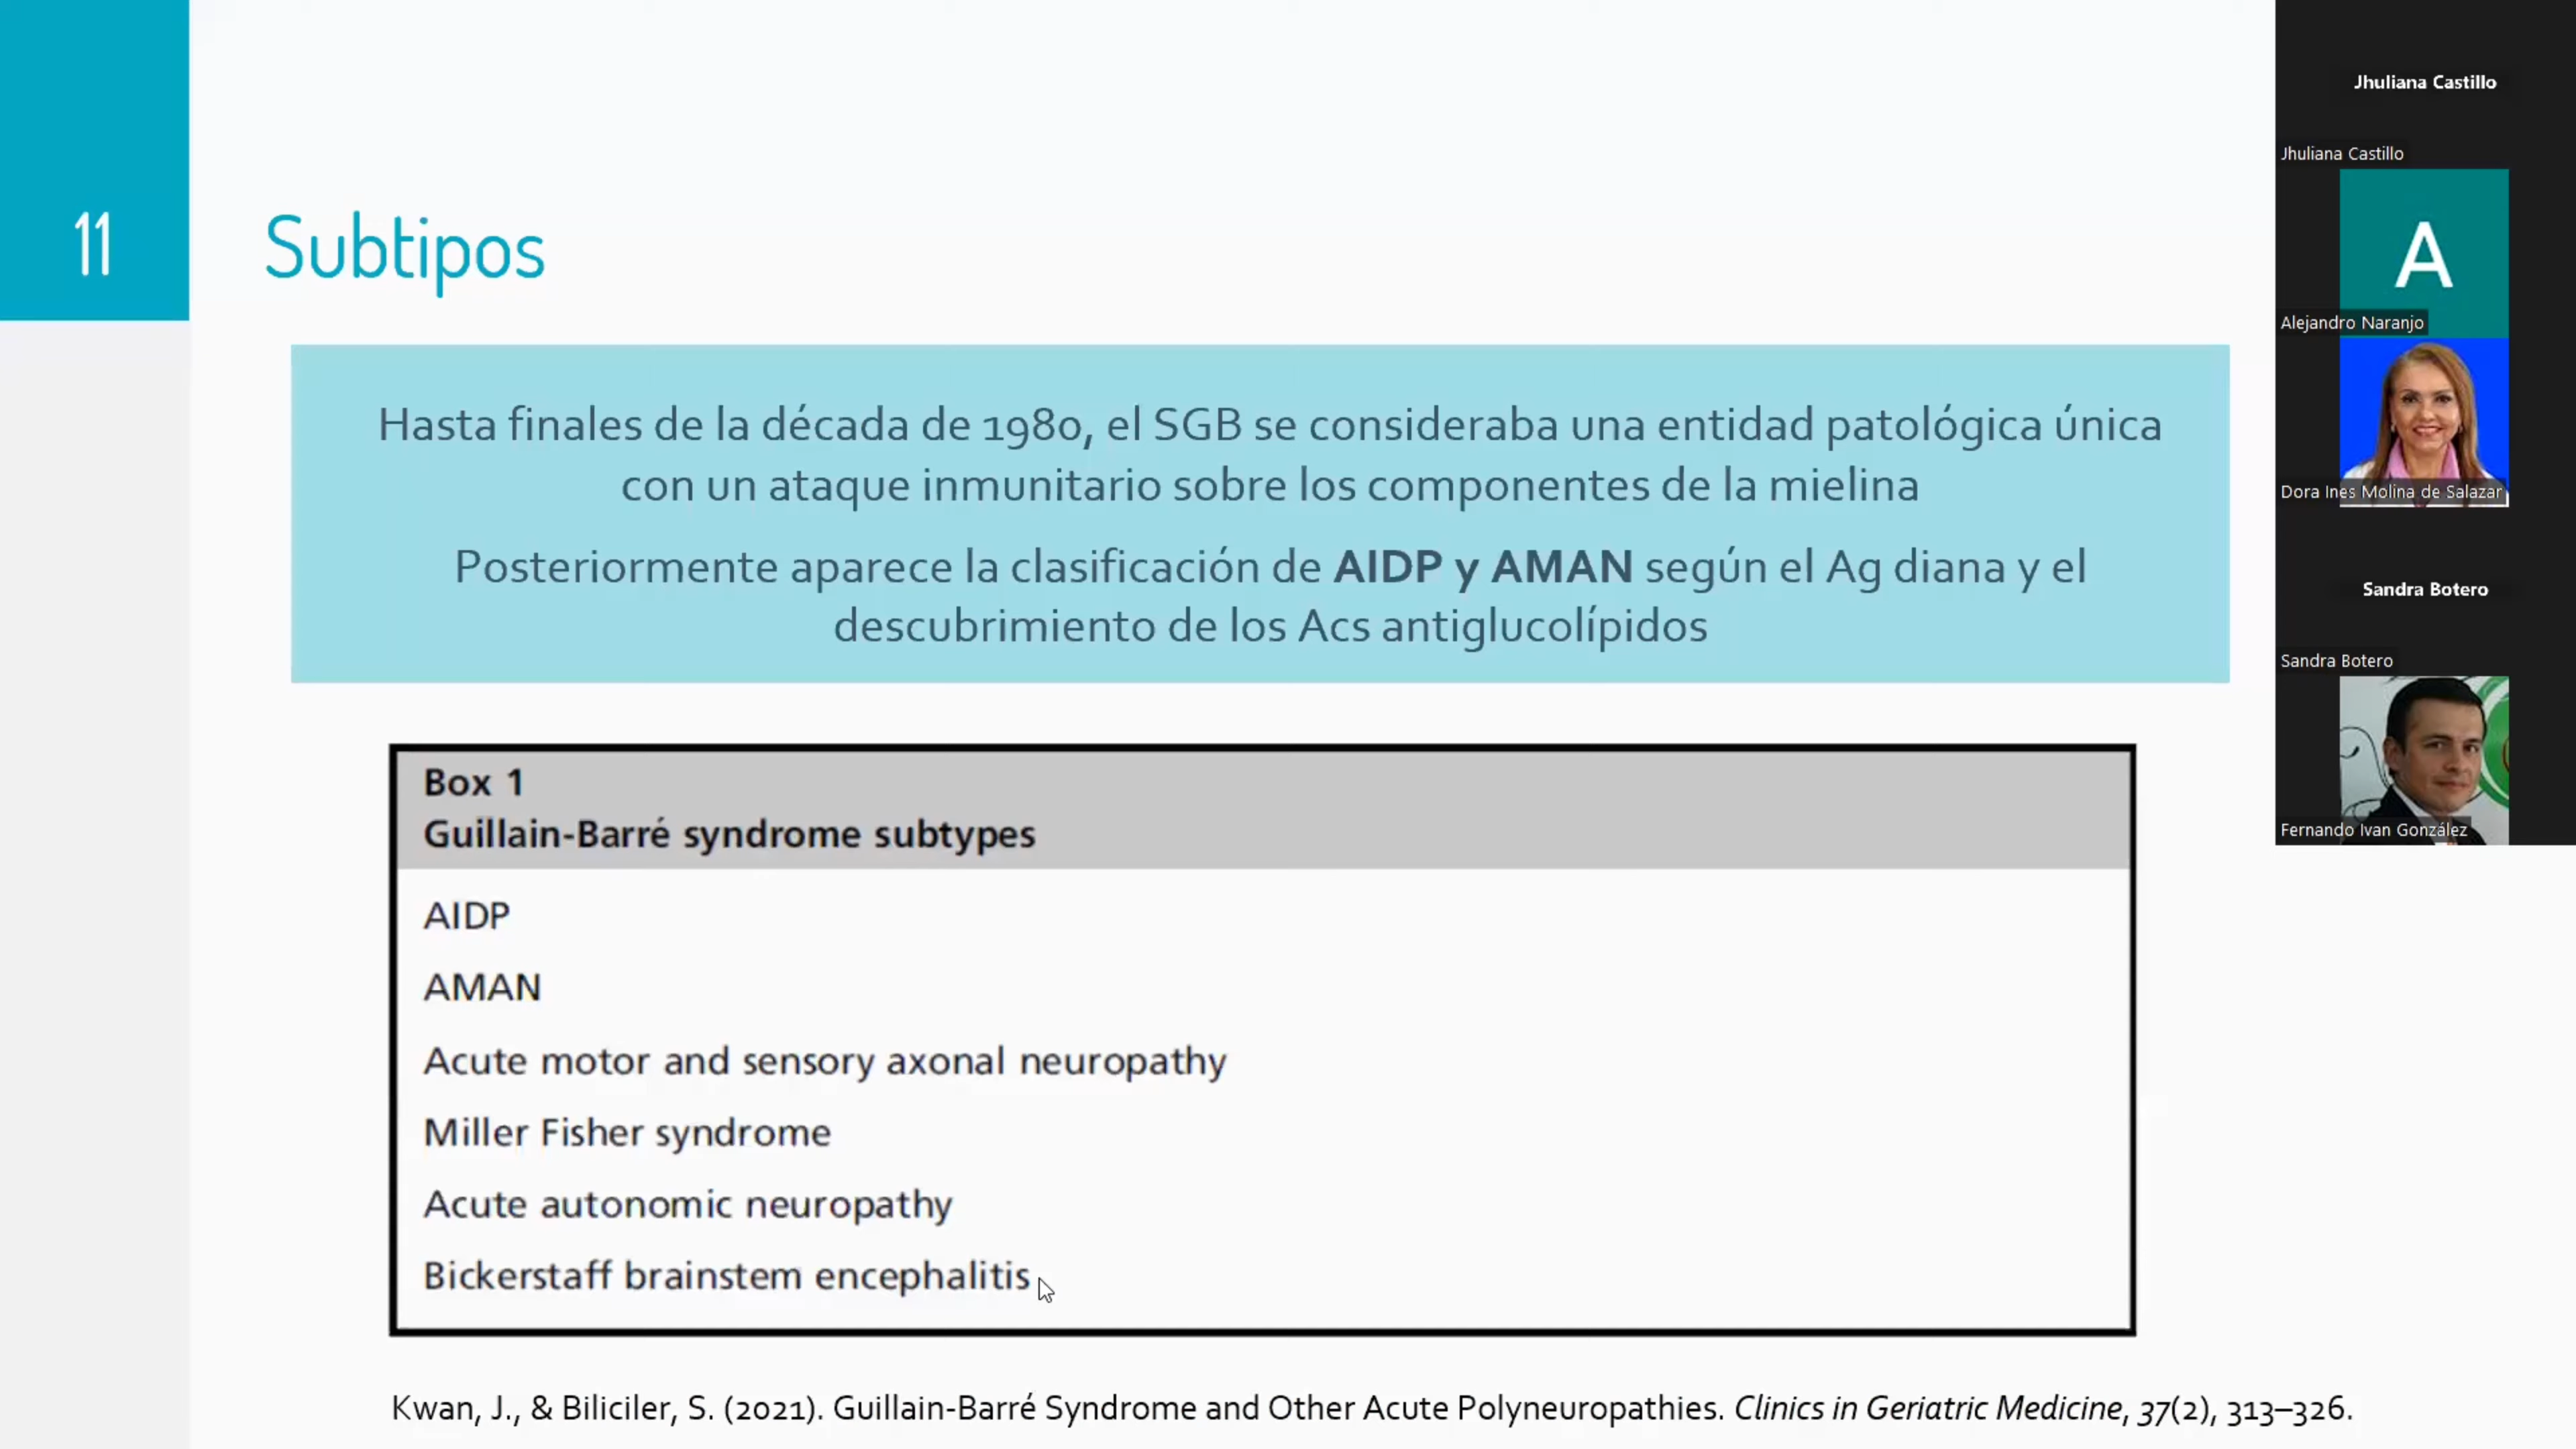 11
Subtipos
Hasta finales de la década de 1980, el SGB se consideraba una entidad patológica única
con un ataque inmunitario sobre los componentes de la mielina
Posteriormente aparece la clasificación de AIDP y AMAN según el Ag diana y el
descubrimiento de los Acs antiglucolípidos
Box 1
Guillain-Barré syndrome subtypes
AIDP
AMAN
Acute motor and sensory axonal neuropathy
Miller Fisher syndrome
Acute autonomic neuropathy
Bickerstaff brainstem encephalitis
Kwan, J., & Biliciler, S. (2021). Guillain-Barré Syndrome and Other Acute Polyneuropathies. Clinics in Geriatric Medicine, 37(2), 313–326.
Jhuliana Castillo
Jhuliana Castillo
A
Alejandro Naranjo
Dora Ines Molina de Salazar
Sandra Botero
Sandra Botero
Fernando Ivan González